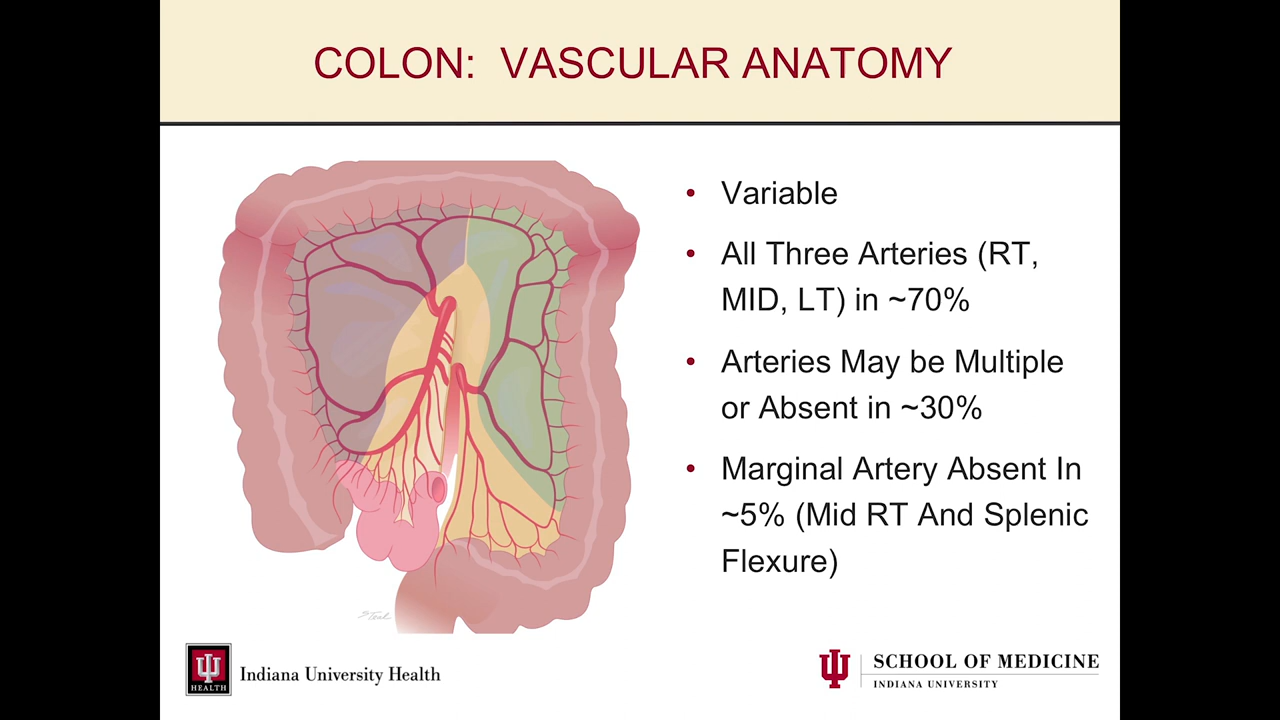 COLON: VASCULAR ANATOMY
• Variable
• All Three Arteries (RT,
MID, LT) in ~70%
• Arteries May be Multiple
or Absent in ~30%
• Marginal Artery Absent In
~5% (Mid RT And Splenic
Flexure)
HEALTH
Indiana University Health
SCHOOL OF MEDICINE
INDIANA UNIVERSITY